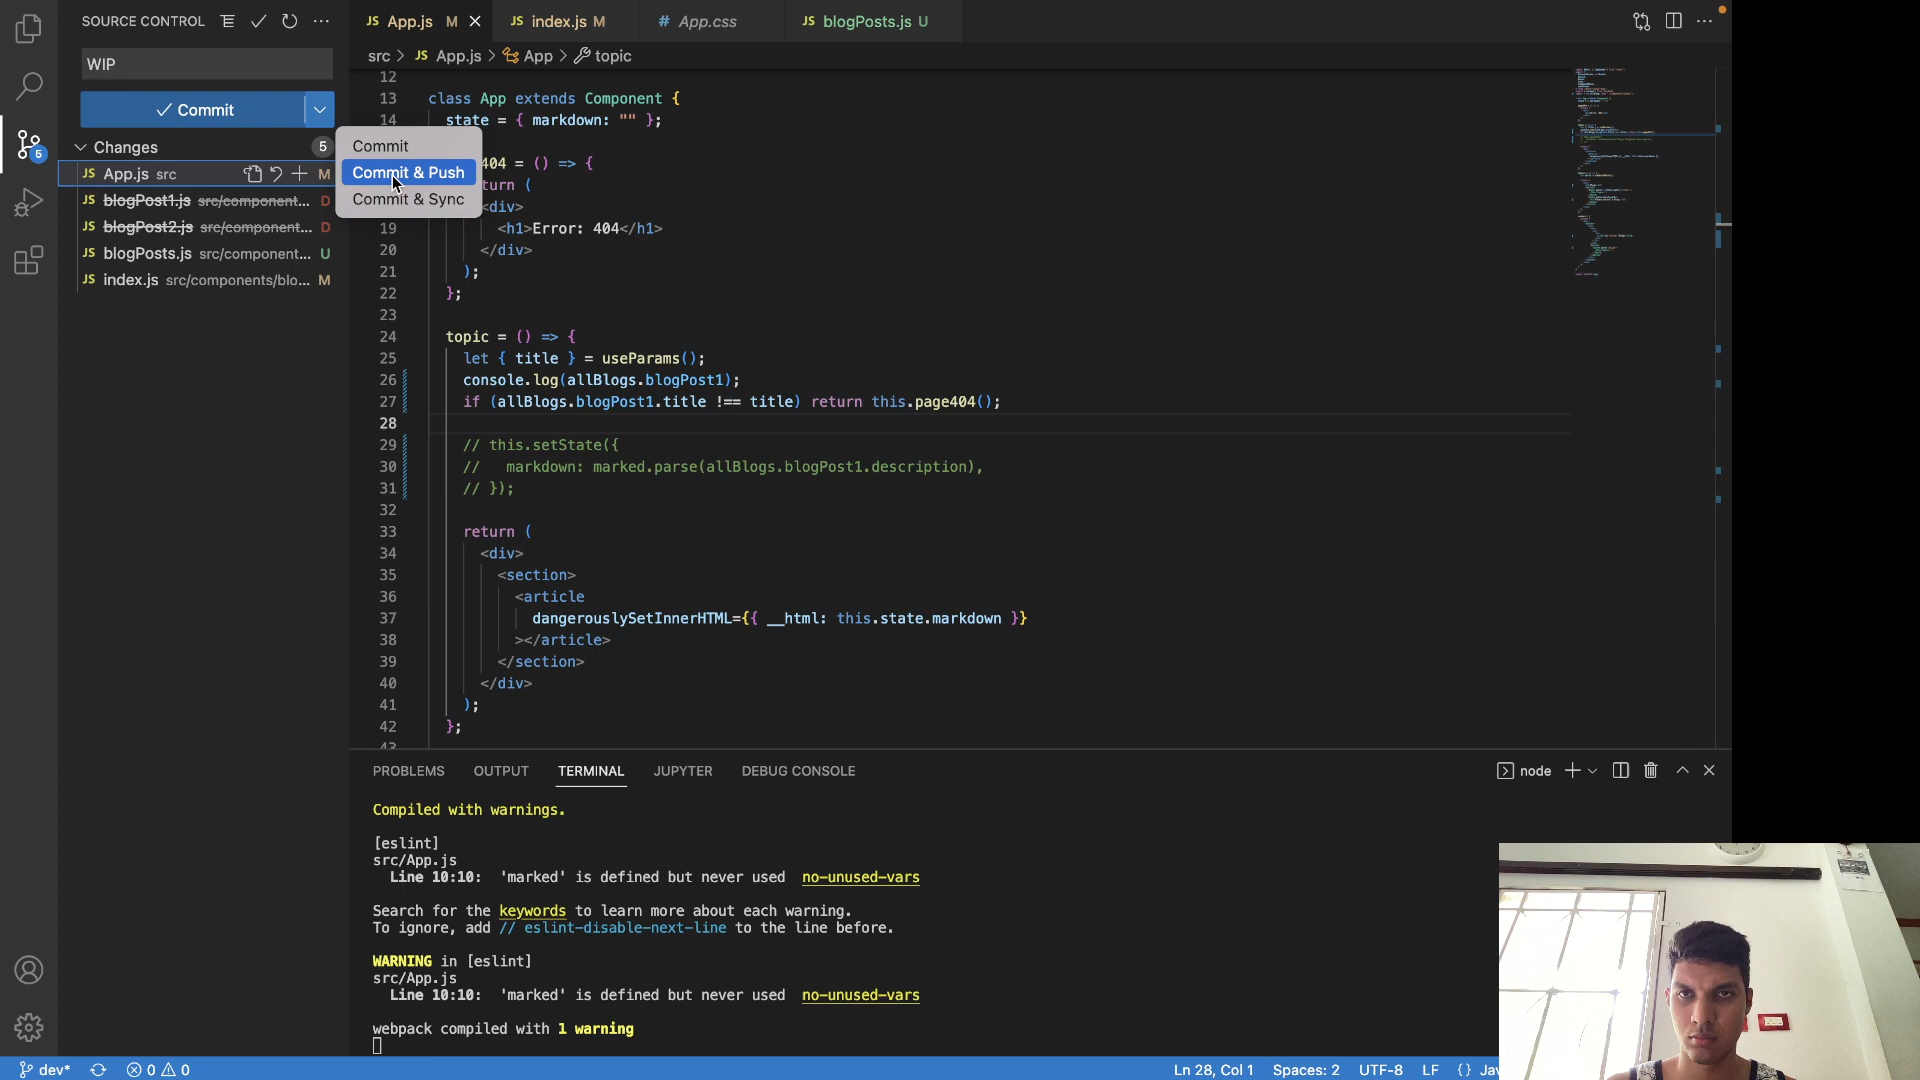 SOURCE CONTROL
WIP
Commit
Changes 5
App.js src M
blogPost1.js src/component... D
blogPost2.js src/component... D
blogPosts.js src/component... U
index.js src/components/blo... M
5
Commit
Commit & Push
Commit & Sync
JS App.js M
JS index.js M
# App.css
JS blogPosts.js U
src > JS App.js > App > topic
12
13 class App extends Component {
14 state = { markdown: "" };
404 = () => {
turn (
<div>
19 <h1>Error: 404</h1>
20 </div>
21 );
22 };
23
24 topic = () => {
25 let { title } = useParams();
26 console.log(allBlogs.blogPost1);
27 if (allBlogs.blogPost1.title !== title) return this.page404();
28
29 // this.setState({
30 //   markdown: marked.parse(allBlogs.blogPost1.description),
31 // });
32
33 return (
34 <div>
35 <section>
36 <article
37 dangerouslySetInnerHTML={{ __html: this.state.markdown }}
38 ></article>
39 </section>
40 </div>
41 );
42 };
43
PROBLEMS OUTPUT TERMINAL JUPYTER DEBUG CONSOLE
node
Compiled with warnings.
[eslint]
src/App.js
Line 10:10: 'marked' is defined but never used no-unused-vars
Search for the keywords to learn more about each warning.
To ignore, add // eslint-disable-next-line to the line before.
WARNING in [eslint]
src/App.js
Line 10:10: 'marked' is defined but never used no-unused-vars
webpack compiled with 1 warning
dev* 0 0
Ln 28, Col 1 Spaces: 2 UTF-8 LF {} Jav